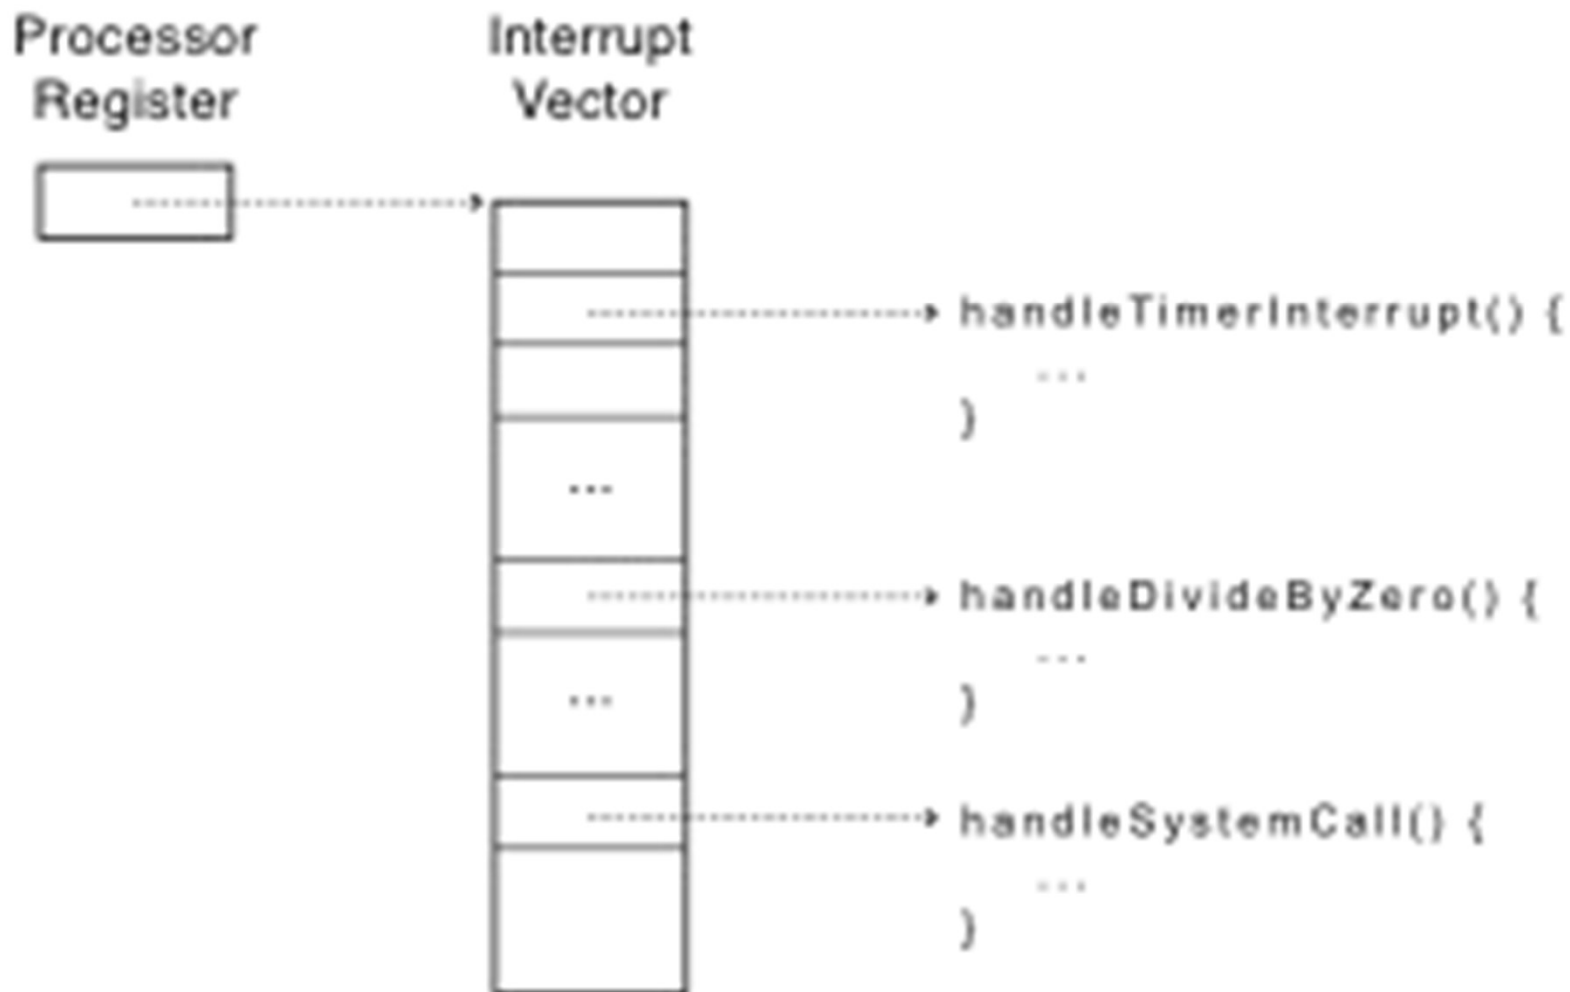 Processor
Register
Interrupt
Vector
handleTimerInterrupt() {
...
}
...
handleDivideByZero() {
...
}
...
handleSystemCall() {
...
}